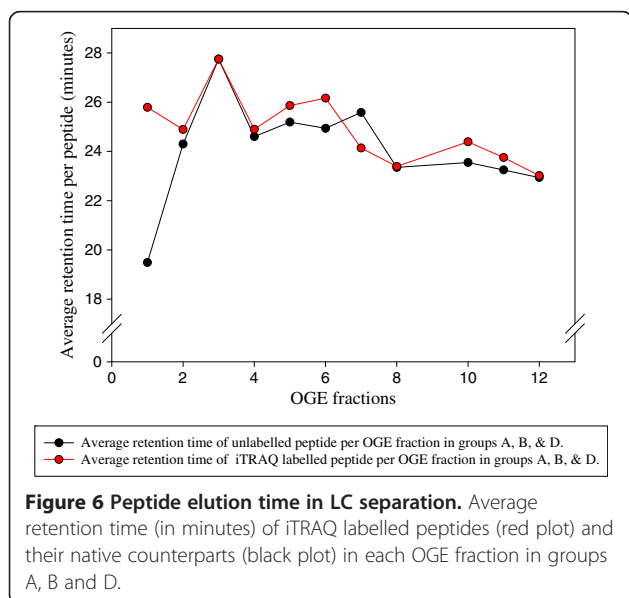 28
26
24
22
20
18
0
Average retention time per peptide (minutes)
0 2 4 6 8 10 12
OGE fractions
Average retention time of unlabelled peptide per OGE fraction in groups A, B, & D.
Average retention time of  iTRAQ labelled peptide per OGE fraction in groups A, B, & D.
Figure 6 Peptide elution time in LC separation. Average
retention time (in minutes) of iTRAQ labelled peptides (red plot) and
their native counterparts (black plot) in each OGE fraction in groups
A, B and D.